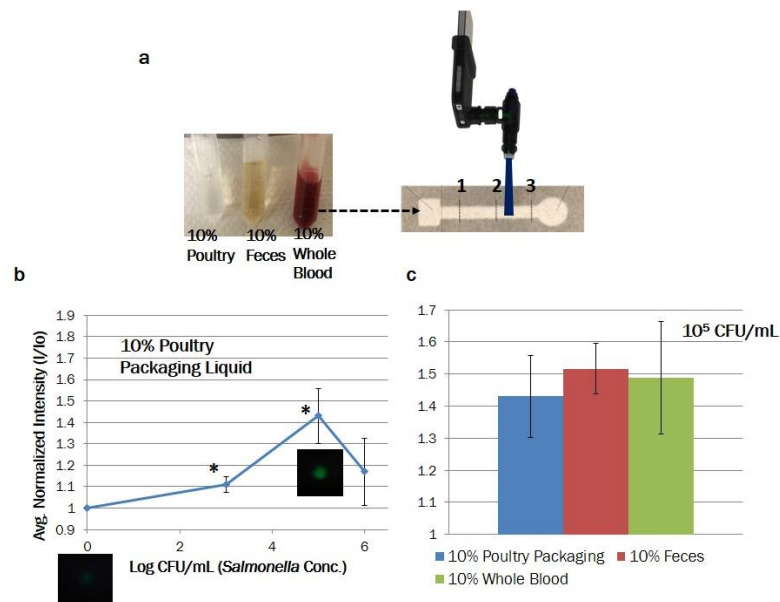 a
1 2 3
10% 10% 10%
Poultry Feces Whole
Blood
b
Avg. Normalized Intensity (I/Io)
1.9
1.8
1.7
1.6
1.5
1.4
1.3
1.2
1.1
1
0.9
10% Poultry
Packaging Liquid
*
*
0 2 4 6
Log CFU/mL (Salmonella Conc.)
c
1.7
1.6
1.5
1.4
1.3
1.2
1.1
1
10⁵ CFU/mL
10% Poultry Packaging 10% Feces
10% Whole Blood